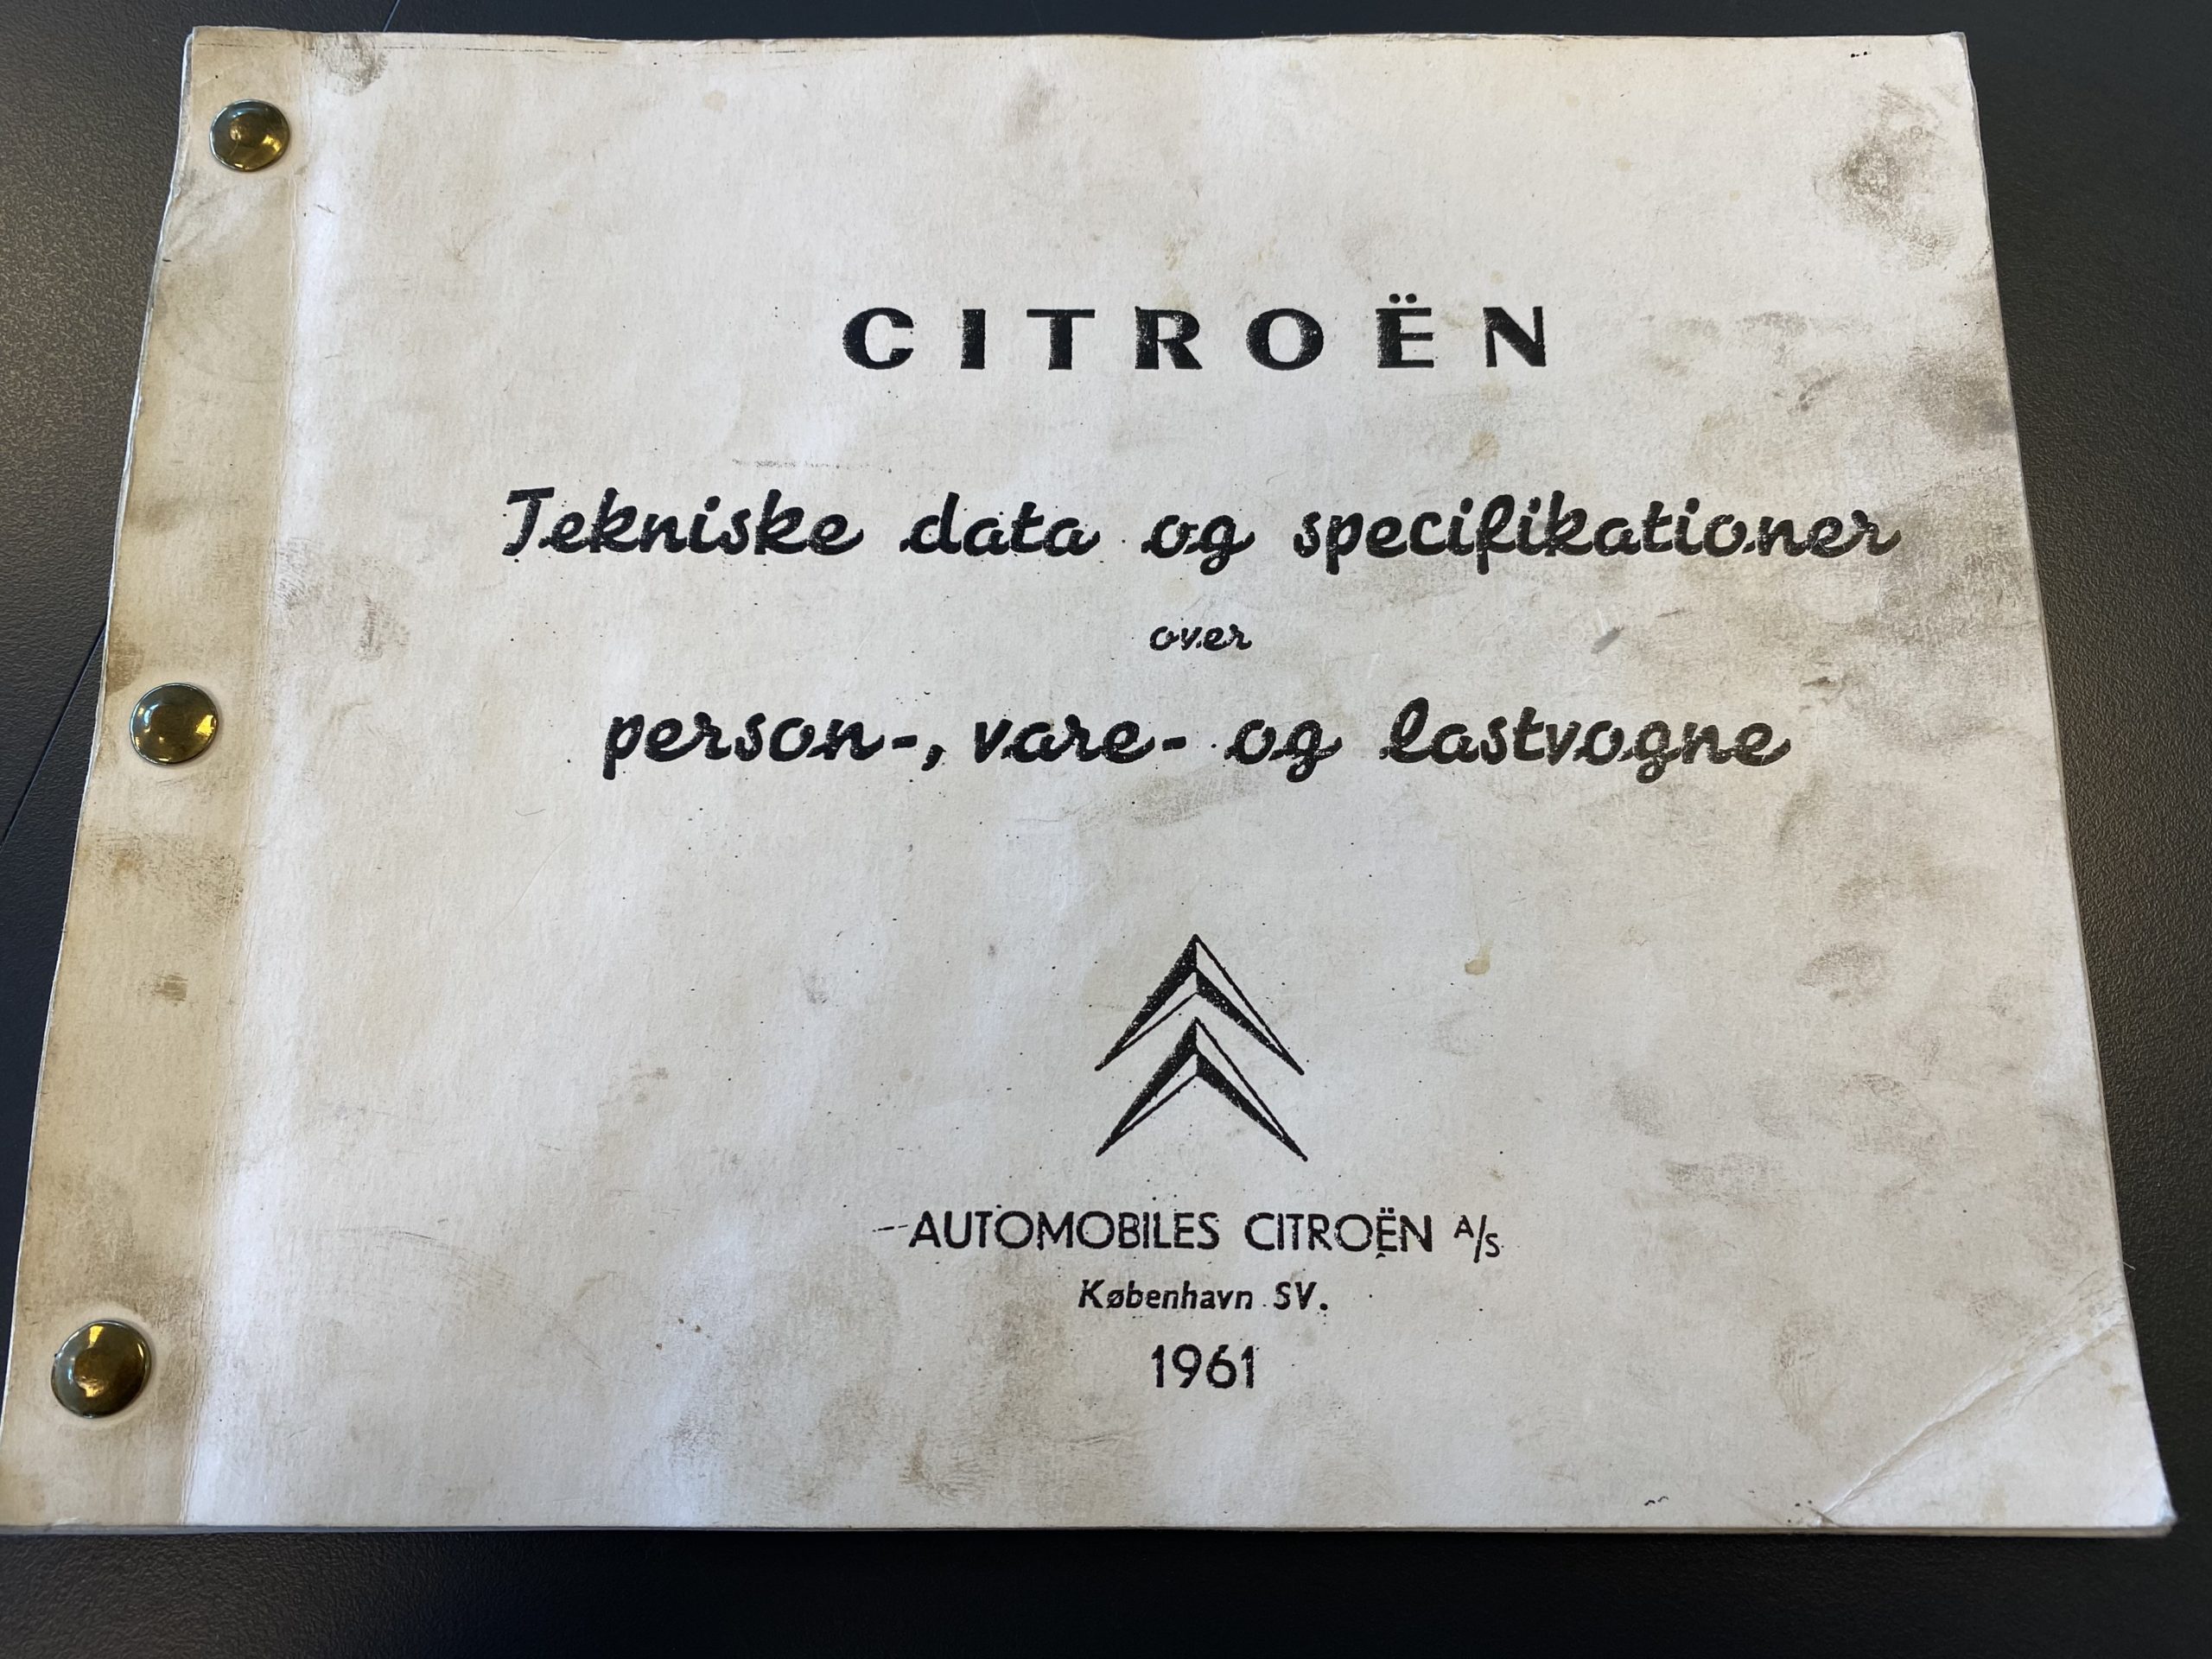 CITROËN
Tekniske data og specifikationer
over
person-, vare- og lastvogne
AUTOMOBILES CITROËN A/S
København SV.
1961